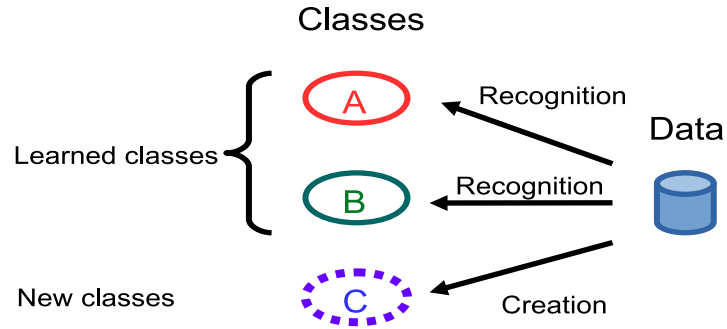 Classes
A
Recognition
Data
Learned classes
Recognition
B
New classes
C
Creation